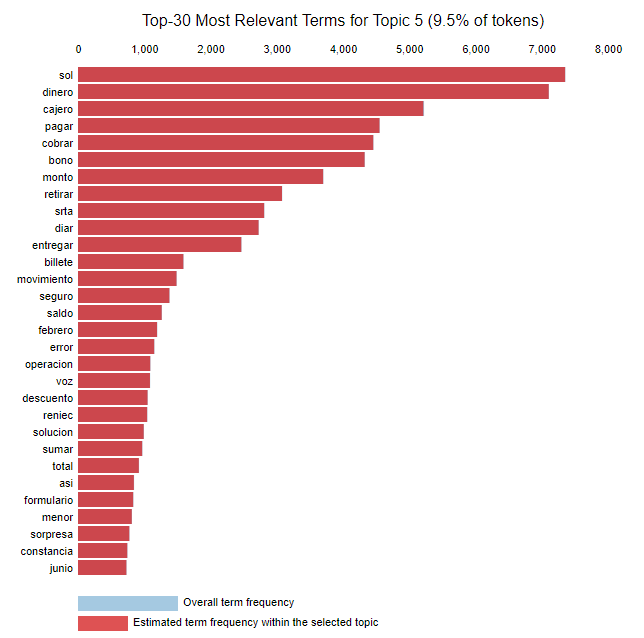 Top-30 Most Relevant Terms for Topic 5 (9.5% of tokens)
0 1,000 2,000 3,000 4,000 5,000 6,000 7,000 8,000
sol
dinero
cajero
pagar
cobrar
bono
monto
retirar
srta
diar
entregar
billete
movimiento
seguro
saldo
febrero
error
operacion
voz
descuento
reniec
solucion
sumar
total
asi
formulario
menor
sorpresa
constancia
junio
Overall term frequency
Estimated term frequency within the selected topic